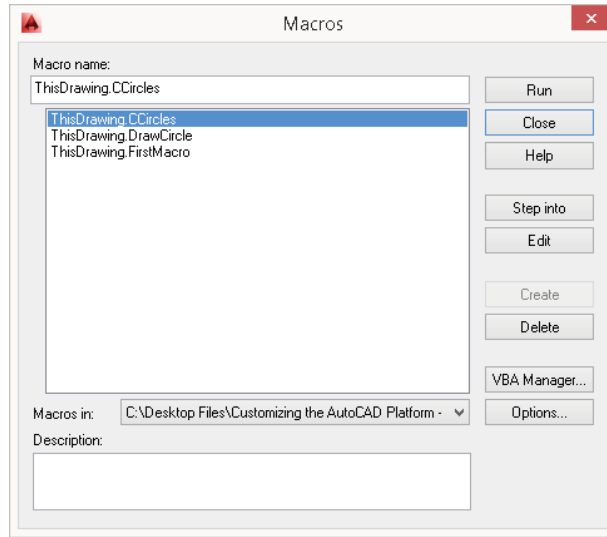 Macros
Macro name:
ThisDrawing.CCircles
Run
ThisDrawing.CCircles
ThisDrawing.DrawCircle
ThisDrawing.FirstMacro
Close
Help
Step into
Edit
Create
Delete
VBA Manager...
Macros in:
C:\Desktop Files\Customizing the AutoCAD Platform -
Options...
Description: